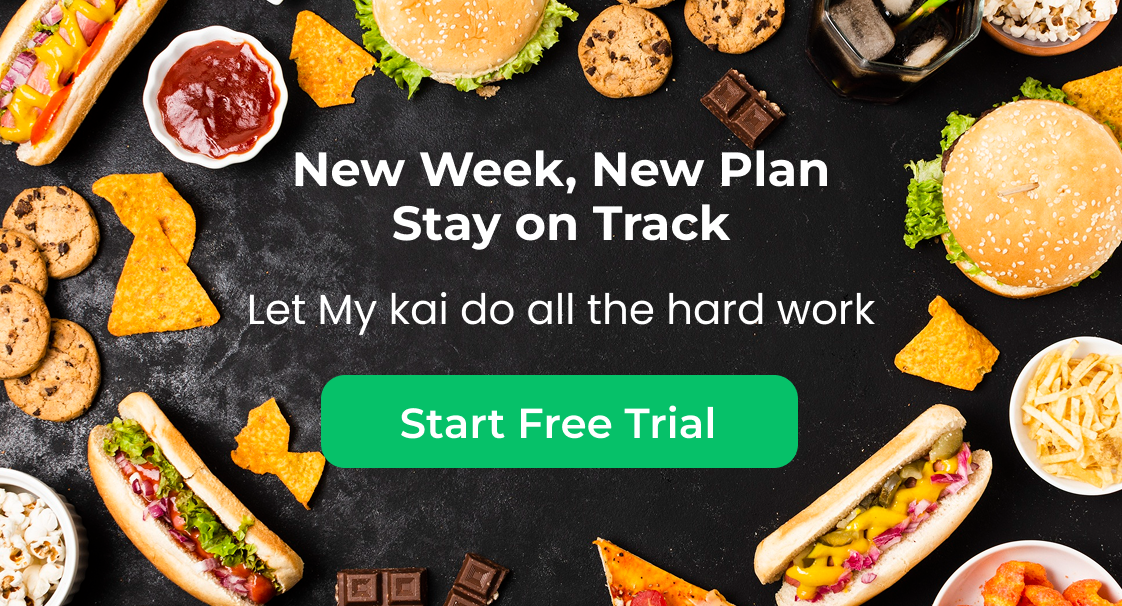 New Week, New Plan
Stay on Track
Let My kai do all the hard work
Start Free Trial